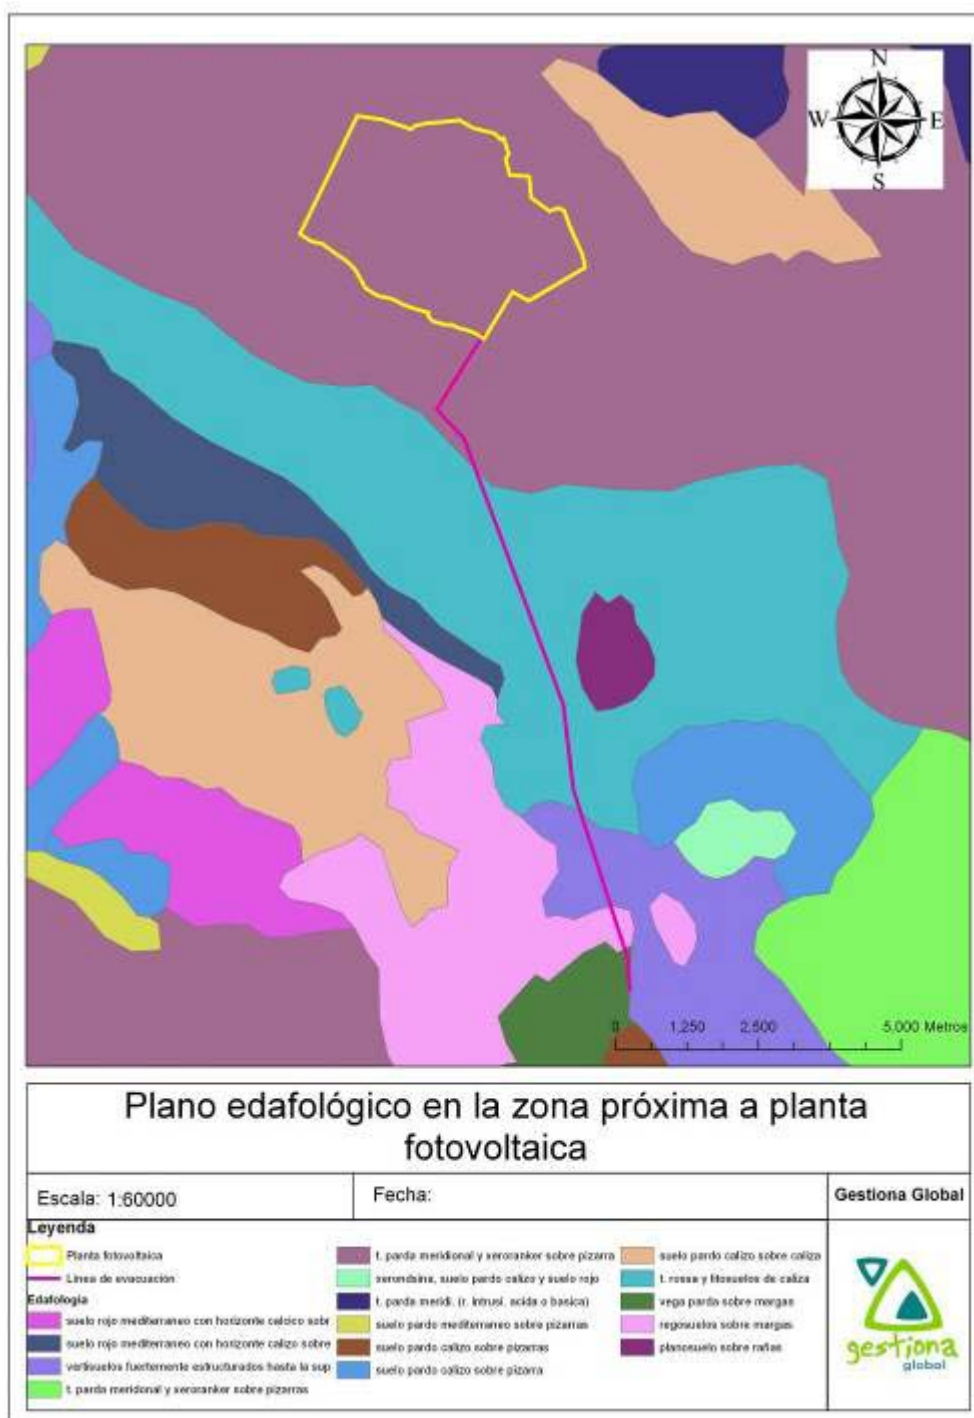 N
W E
S
0 1,250 2,500 5,000 Metros
Plano edafológico en la zona próxima a planta
fotovoltaica
Escala: 1:60000
Fecha:
Gestiona Global
Leyenda
Planta fotovoltaica
Línea de evacuación
Edafología
suelo rojo mediterraneo con horizonte calcico sobr
suelo rojo mediterraneo con horizonte calizo sobre
vertisuelos fuertemente estructurados hasta la sup
t. parda meridonal y xeroranker sobre pizarras
t. parda meridional y xeroranker sobre pizarra
xerondsina, suelo pardo calizo y suelo rojo
t. parda meridi. (r. intrusi. acida o basica)
suelo pardo mediterraneo sobre pizarras
suelo pardo calizo sobre pizarras
suelo pardo calizo sobre pizarra
suelo pardo calizo sobre caliza
t. rossa y litosuelos de caliza
vega parda sobre margas
regosuelos sobre margas
planosuelo sobre rañas
gestiona
global